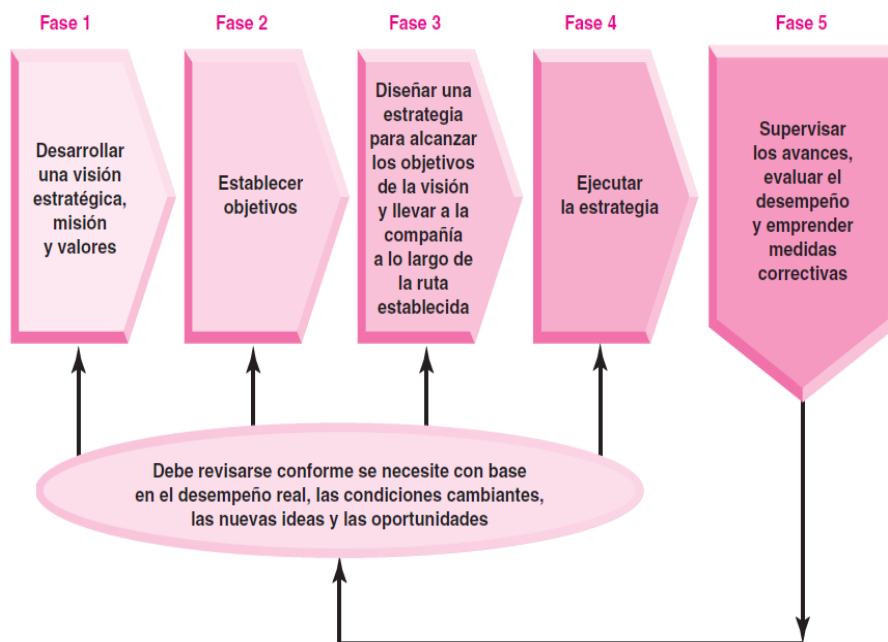 Fase 1
Fase 2
Fase 3
Fase 4
Fase 5
Desarrollar
una visión
estratégica,
misión
y valores
Establecer
objetivos
Diseñar una
estrategia
para alcanzar
los objetivos
de la visión
y llevar a la
compañía
a lo largo de
la ruta
establecida
Ejecutar
la estrategia
Supervisar
los avances,
evaluar el
desempeño
y emprender
medidas
correctivas
Debe revisarse conforme se necesite con base
en el desempeño real, las condiciones cambiantes,
las nuevas ideas y las oportunidades